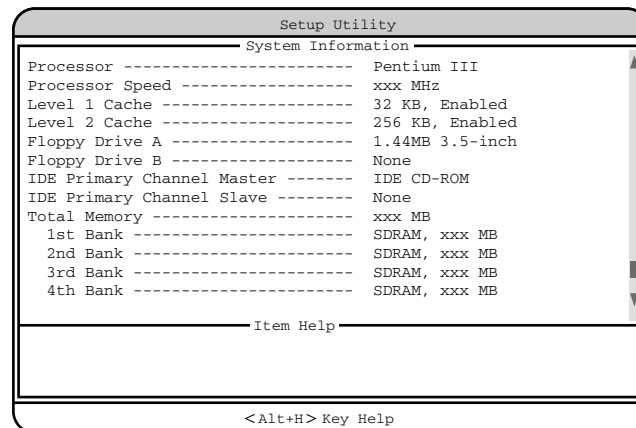 Setup Utility
System Information
Processor ------------------------ Pentium III
Processor Speed ------------------ xxx MHz
Level 1 Cache -------------------- 32 KB, Enabled
Level 2 Cache -------------------- 256 KB, Enabled
Floppy Drive A ------------------- 1.44MB 3.5-inch
Floppy Drive B ------------------- None
IDE Primary Channel Master ------- IDE CD-ROM
IDE Primary Channel Slave -------- None
Total Memory --------------------- xxx MB
1st Bank ----------------------- SDRAM, xxx MB
2nd Bank ----------------------- SDRAM, xxx MB
3rd Bank ----------------------- SDRAM, xxx MB
4th Bank ----------------------- SDRAM, xxx MB
Item Help
<Alt+H> Key Help